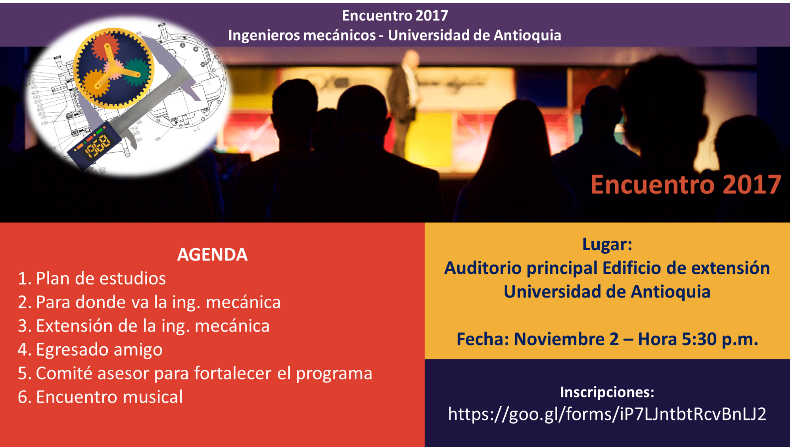 Encuentro 2017
Ingenieros mecánicos - Universidad de Antioquia
1968
Encuentro 2017
AGENDA
1. Plan de estudios
2. Para donde va la ing. mecánica
3. Extensión de la ing. mecánica
4. Egresado amigo
5. Comité asesor para fortalecer el programa
6. Encuentro musical
Lugar:
Auditorio principal Edificio de extensión
Universidad de Antioquia
Fecha: Noviembre 2 – Hora 5:30 p.m.
Inscripciones:
https://goo.gl/forms/iP7LJntbtRcvBnLJ2